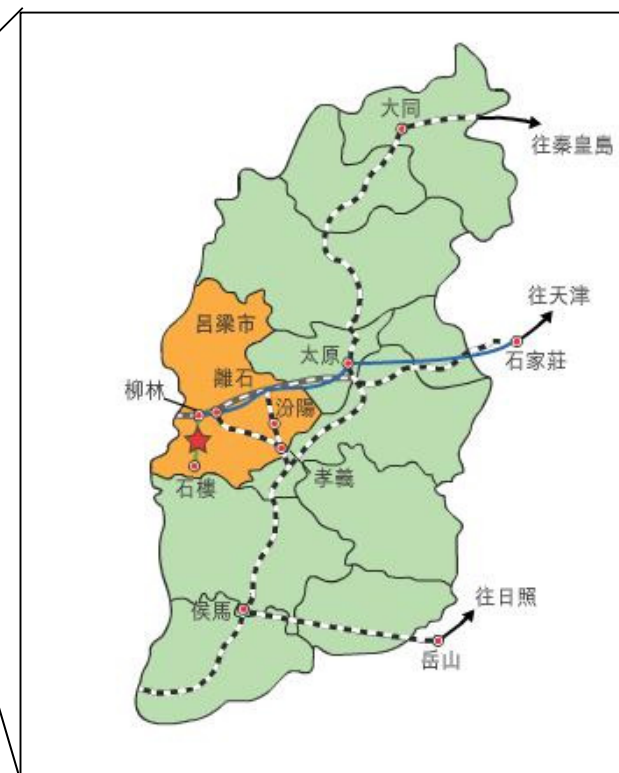 大同
往秦皇島
往天津
呂梁市
太原
石家莊
離石
柳林
汾陽
孝義
石樓
往日照
侯馬
岳山